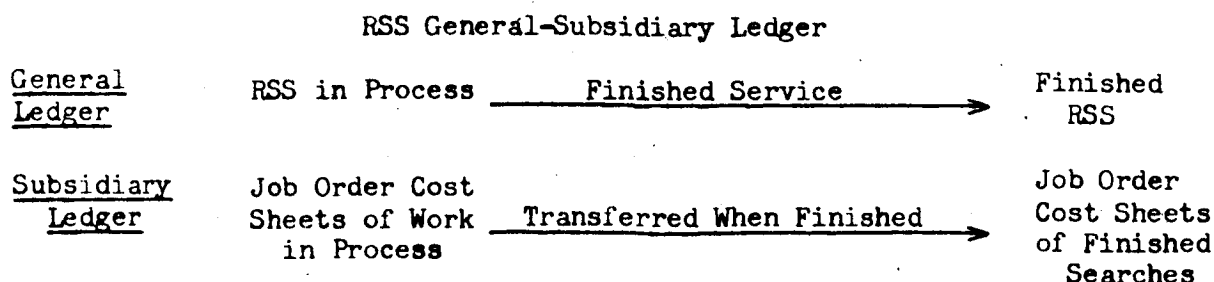 RSS General-Subsidiary Ledger
General
Ledger
RSS in Process
Finished Service
Finished
RSS
Subsidiary
Ledger
Job Order Cost
Sheets of Work
in Process
Transferred When Finished
Job Order
Cost Sheets
of Finished
Searches